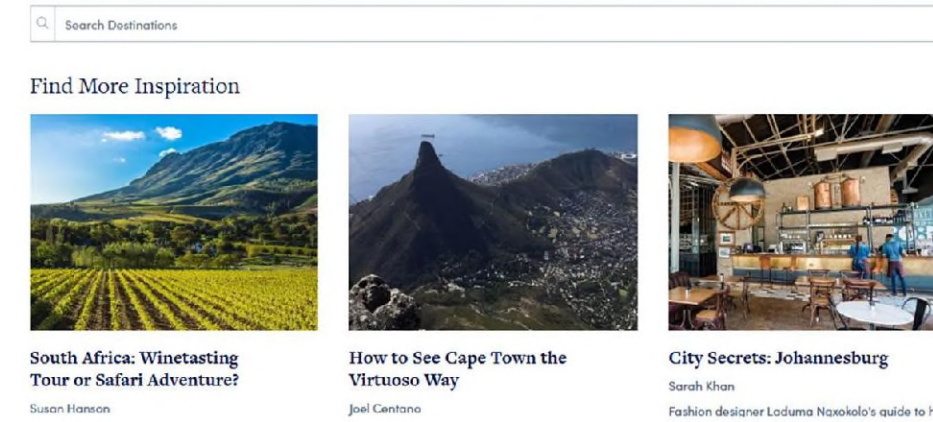 Search Destinations
Find More Inspiration
South Africa: Winetasting
Tour or Safari Adventure?
Susan Hanson
How to See Cape Town the
Virtuoso Way
Joel Centano
City Secrets: Johannesburg
Sarah Khan
Fashion designer Laduma Ngxokolo's guide to h